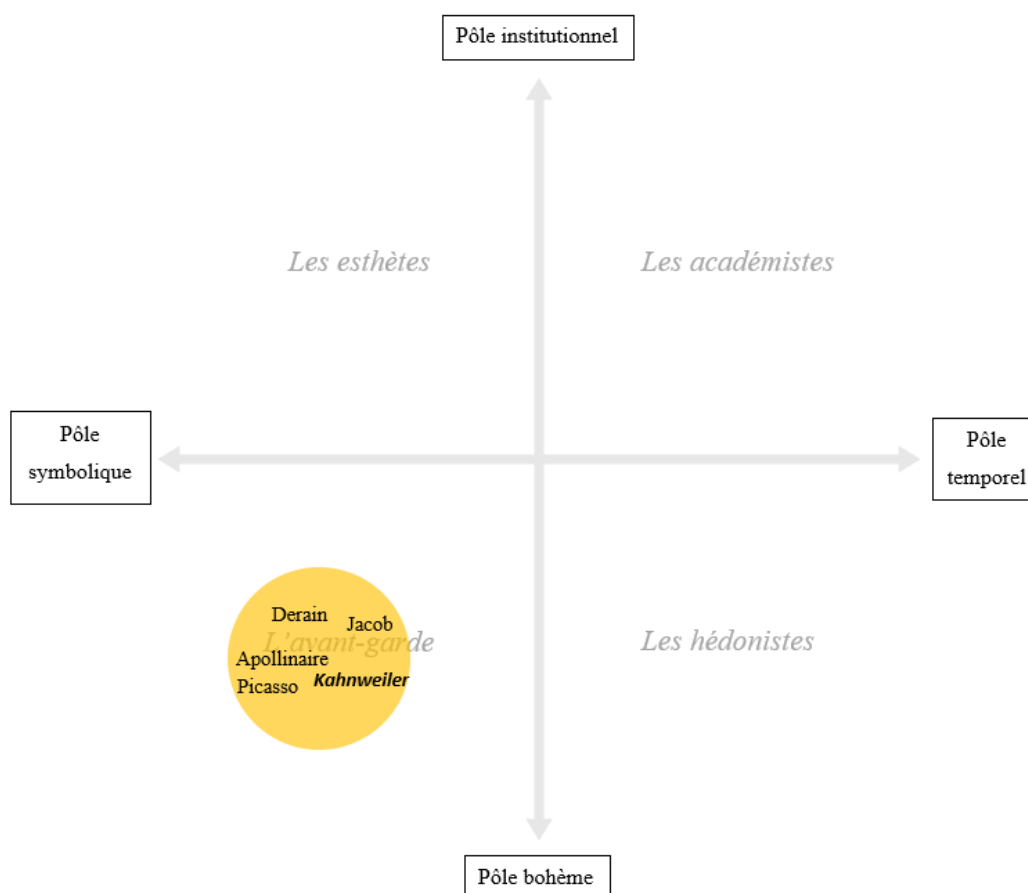 Pôle institutionnel
Les esthètes
Les académistes
Pôle
symbolique
Pôle
temporel
Derain
Jacob
L'avant-garde
Les hédonistes
Apollinaire
Picasso
Kahnweiler
Pôle bohème